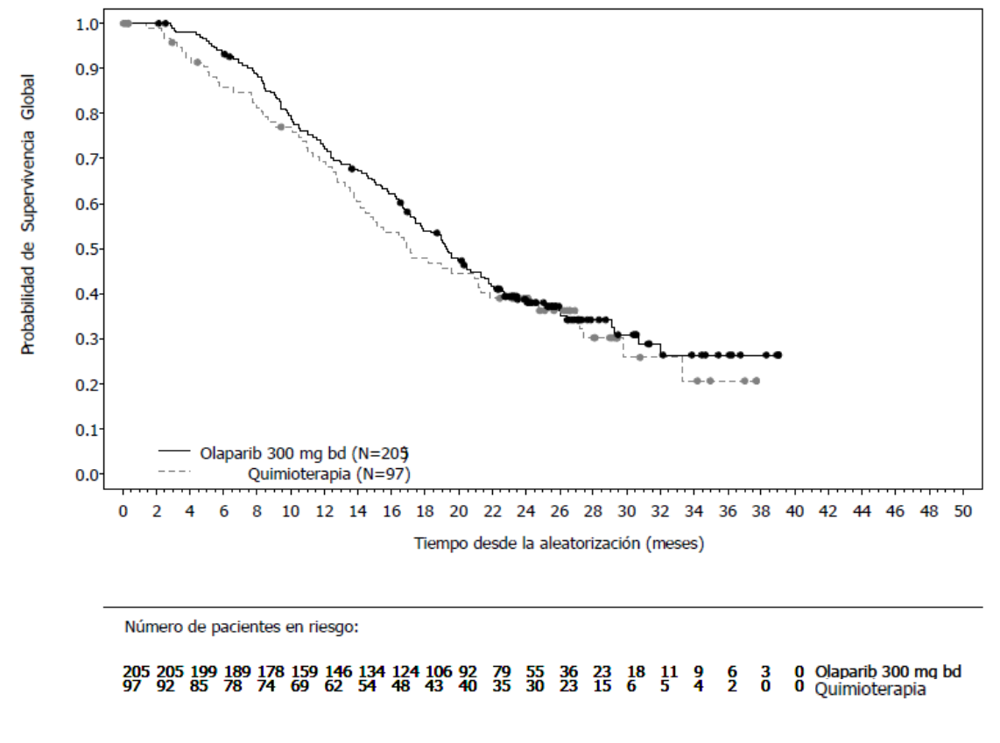 Probabilidad de Supervivencia Global
1.0
0.9
0.8
0.7
0.6
0.5
0.4
0.3
0.2
0.1
0.0
Olaparib 300 mg bd (N=205)
Quimioterapia (N=97)
0 2 4 6 8 10 12 14 16 18 20 22 24 26 28 30 32 34 36 38 40 42 44 46 48 50
Tiempo desde la aleatorización (meses)
Número de pacientes en riesgo:
205 205 199 189 178 159 146 134 124 106 92 79 55 36 23 18 11 9 6 3 0 Olaparib 300 mg bd
97 92 85 78 74 69 62 54 48 43 40 35 30 23 15 6 5 4 2 0 0 Quimioterapia